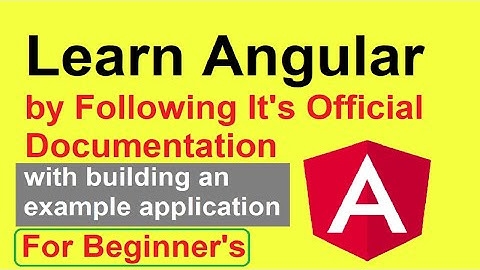 Learn Angular
by Following It's Official
Documentation
with building an
example application
For Beginner's
A